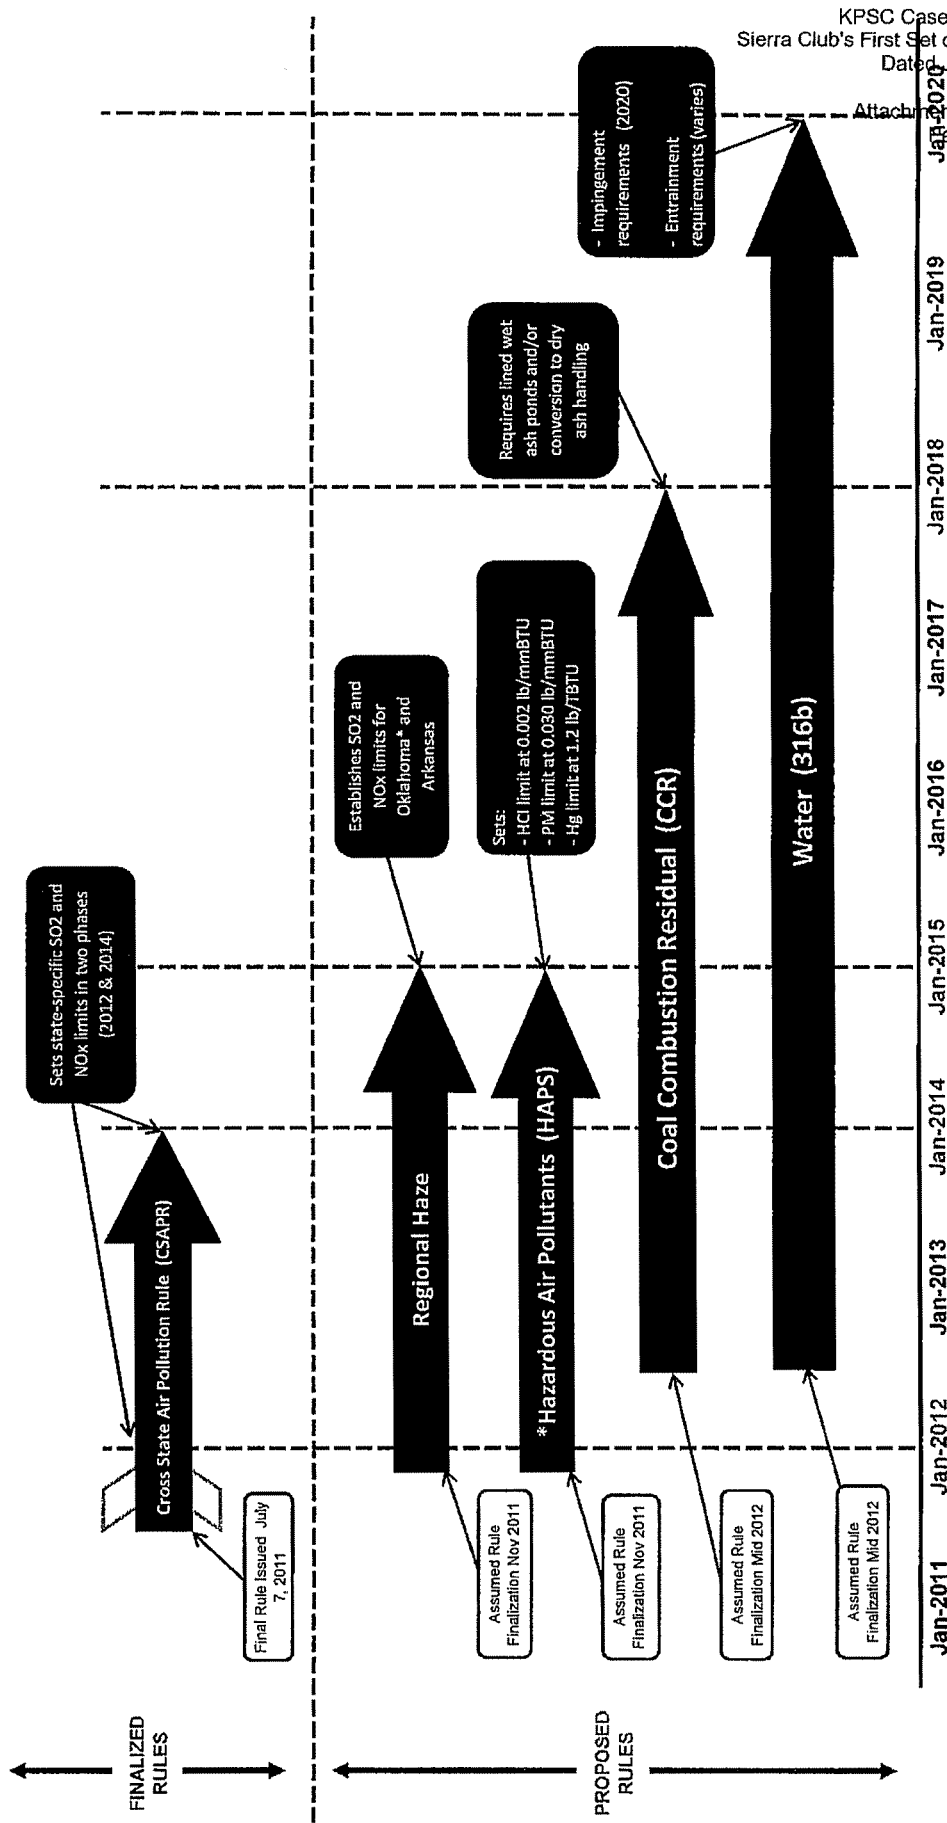 KPSC Case
Sierra Club's First Set
Dated
FINALIZED
RULES
PROPOSED
RULES
Sets state-specific SO2 and
NOx limits in two phases
(2012 & 2014)
Cross State Air Pollution Rule (CSAPR)
Final Rule Issued July
7, 2011
Establishes SO2 and
NOx limits for
Oklahoma* and
Arkansas
Regional Haze
Assumed Rule
Finalization Nov 2011
Sets:
- HCl limit at 0.002 lb/mmBTU
- PM limit at 0.030 lb/mmBTU
- Hg limit at 1.2 lb/TBTU
*Hazardous Air Pollutants (HAPS)
Assumed Rule
Finalization Nov 2011
Requires lined wet
ash ponds and/or
conversion to dry
ash handling
Coal Combustion Residual (CCR)
Assumed Rule
Finalization Mid 2012
- Impingement
requirements (2020)
- Entrainment
requirements (varies)
Water (316b)
Assumed Rule
Finalization Mid 2012
Jan-2011
Jan-2012
Jan-2013
Jan-2014
Jan-2015
Jan-2016
Jan-2017
Jan-2018
Jan-2019
Jan-2020